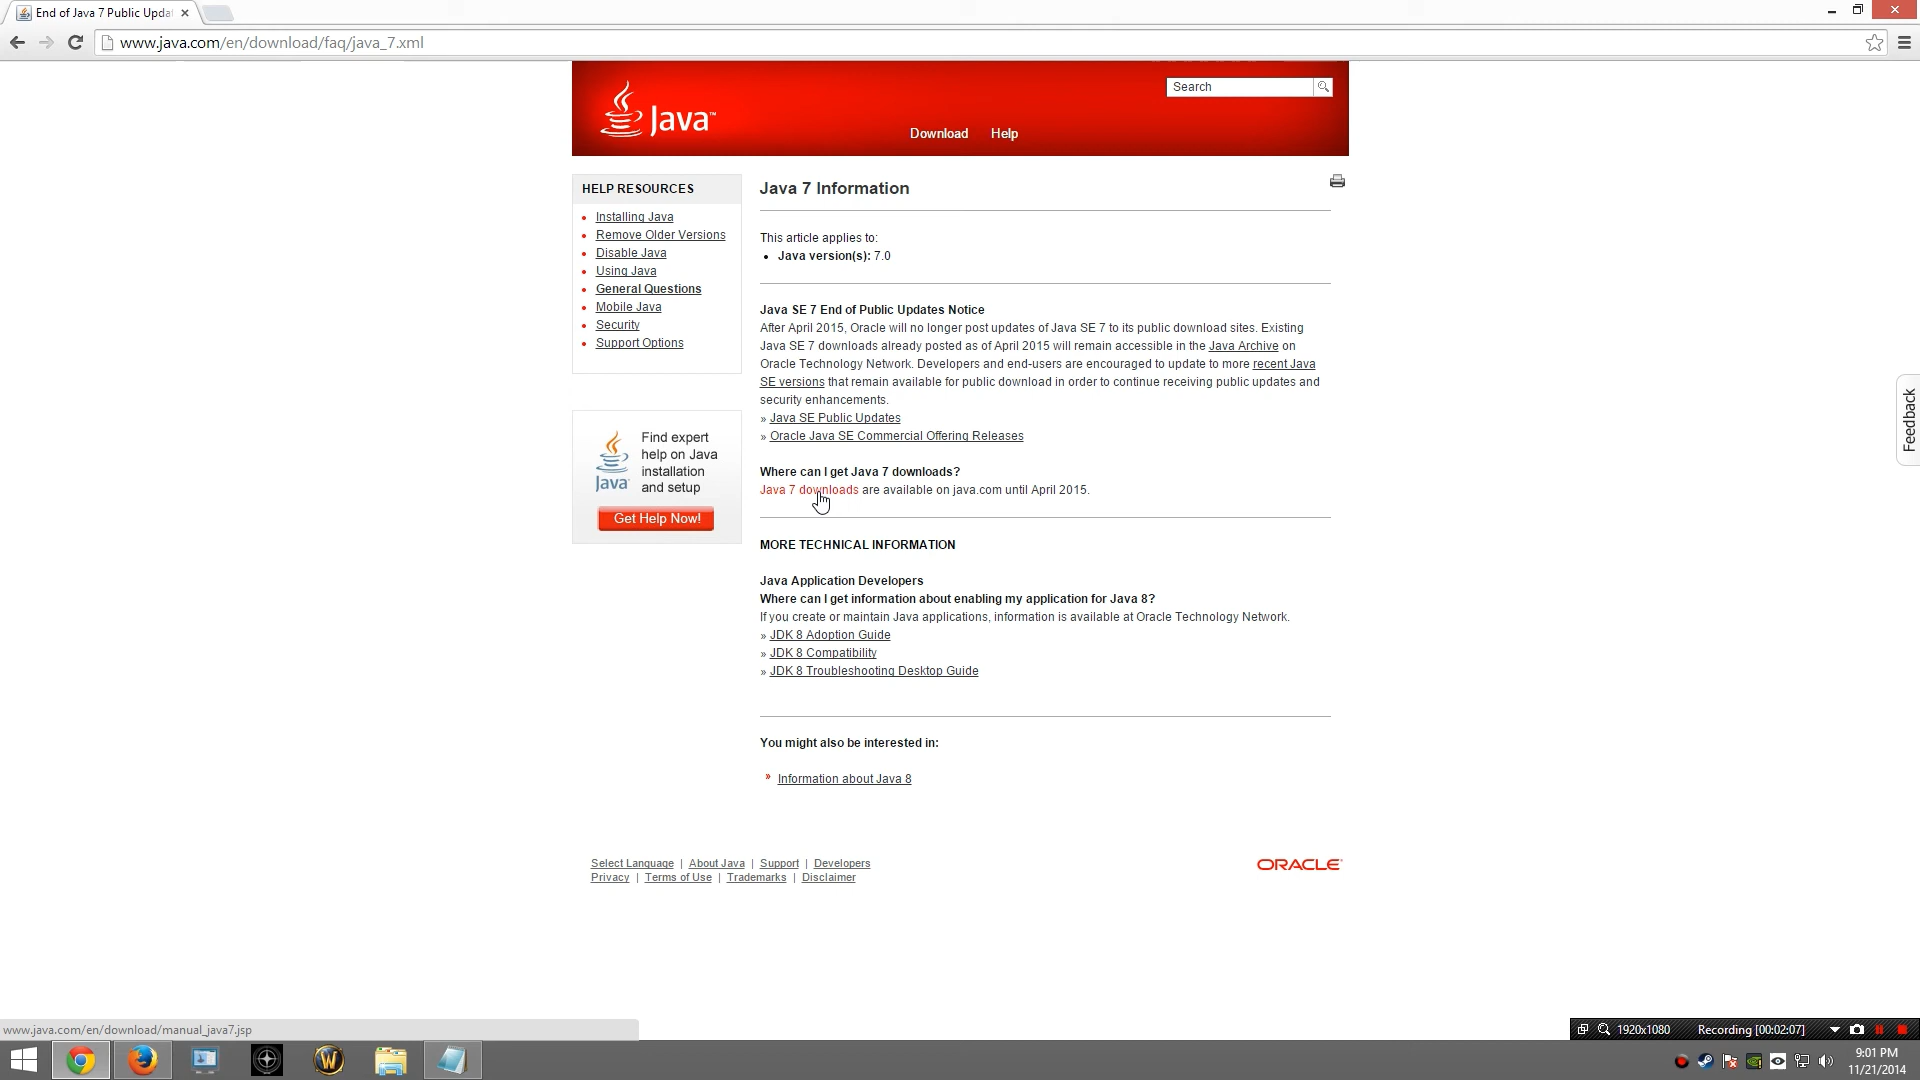 End of Java 7 Public Upda
www.java.com/en/download/faq/java_7.xml
Java™
Search
Download Help
HELP RESOURCES
Installing Java
Remove Older Versions
Disable Java
Using Java
General Questions
Mobile Java
Security
Support Options
Find expert
help on Java
installation
and setup
Java
Get Help Now!
Java 7 Information
This article applies to:
• Java version(s): 7.0
Java SE 7 End of Public Updates Notice
After April 2015, Oracle will no longer post updates of Java SE 7 to its public download sites. Existing
Java SE 7 downloads already posted as of April 2015 will remain accessible in the Java Archive on
Oracle Technology Network. Developers and end-users are encouraged to update to more recent Java
SE versions that remain available for public download in order to continue receiving public updates and
security enhancements.
» Java SE Public Updates
» Oracle Java SE Commercial Offering Releases
Where can I get Java 7 downloads?
Java 7 downloads are available on java.com until April 2015.
MORE TECHNICAL INFORMATION
Java Application Developers
Where can I get information about enabling my application for Java 8?
If you create or maintain Java applications, information is available at Oracle Technology Network.
» JDK 8 Adoption Guide
» JDK 8 Compatibility
» JDK 8 Troubleshooting Desktop Guide
You might also be interested in:
» Information about Java 8
Feedback
Select Language | About Java | Support | Developers
Privacy | Terms of Use | Trademarks | Disclaimer
ORACLE
www.java.com/en/download/manual_java7.jsp
1920x1080 Recording [00:02:07]
9:01 PM
11/21/2014